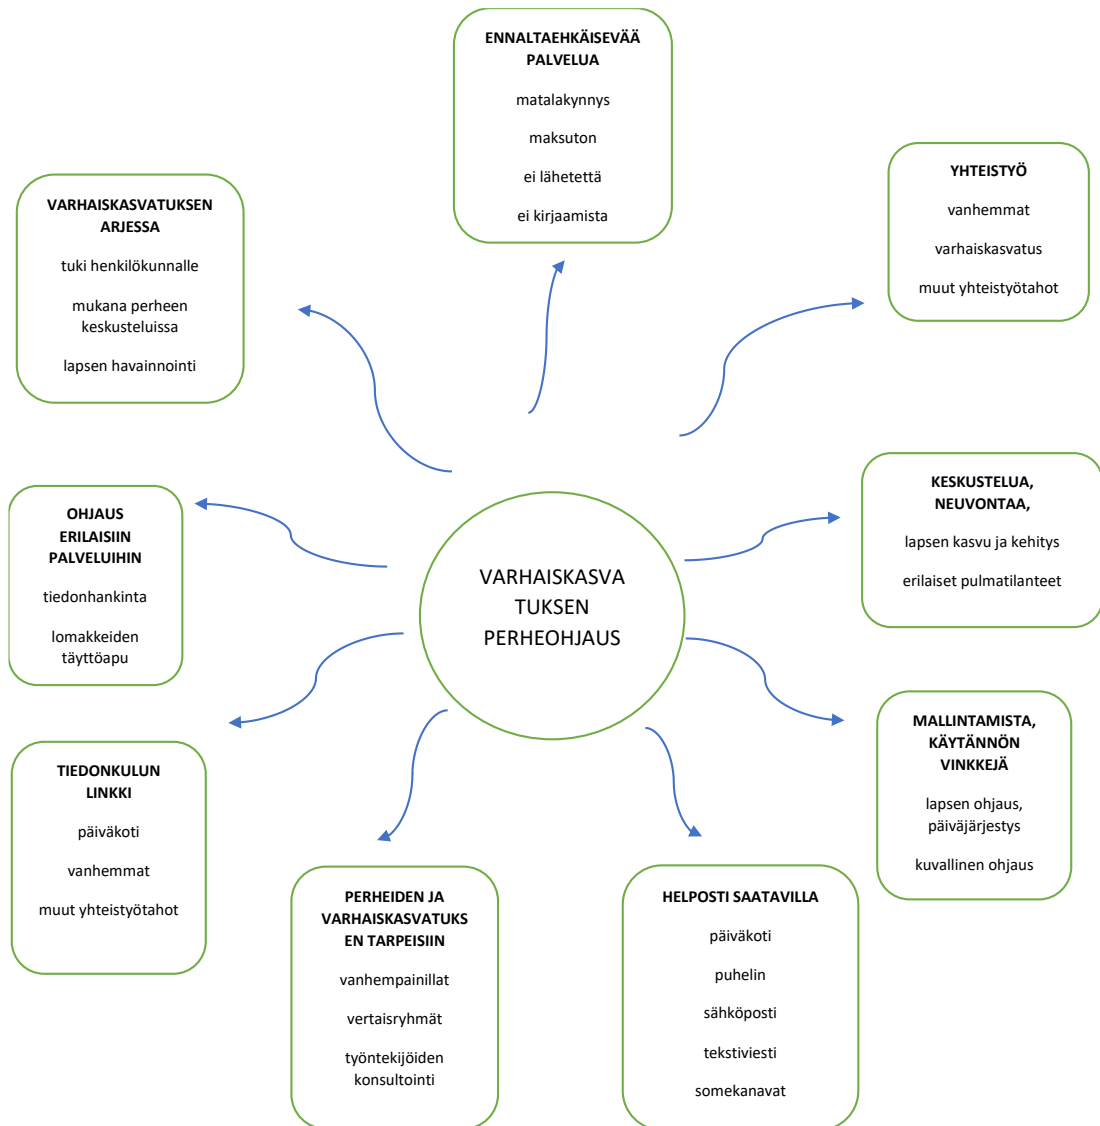 ENNALTAEHKÄISEVÄÄ
PALVELUA
matalakynnys
maksuton
ei lähetettä
ei kirjaamista
YHTEISTYÖ
vanhemmat
varhaiskasvatus
muut yhteistyötahot
VARHAISKASVATUKSEN
ARJESSA
tuki henkilökunnalle
mukana perheen
keskusteluissa
lapsen havainnointi
KESKUSTELUA,
NEUVONTAA,
lapsen kasvu ja kehitys
erilaiset pulmatilanteet
OHJAUS
ERILAISIIN
PALVELUIHIN
tiedonhankinta
lomakkeiden
täyttöapu
VARHAISKASVA
TUKSEN
PERHEOHJAUS
MALLINTAMISTA,
KÄYTÄNNÖN
VINKKEJÄ
lapsen ohjaus,
päiväjärjestys
kuvallinen ohjaus
TIEDONKULUN
LINKKI
päiväkoti
vanhemmat
muut yhteistyötahot
PERHEIDEN JA
VARHAISKASVATUKS
EN TARPEISIIN
vanhempainillat
vertaisryhmät
työntekijöiden
konsultointi
HELPOSTI SAATAVILLA
päiväkoti
puhelin
sähköposti
tekstiviesti
somekanavat